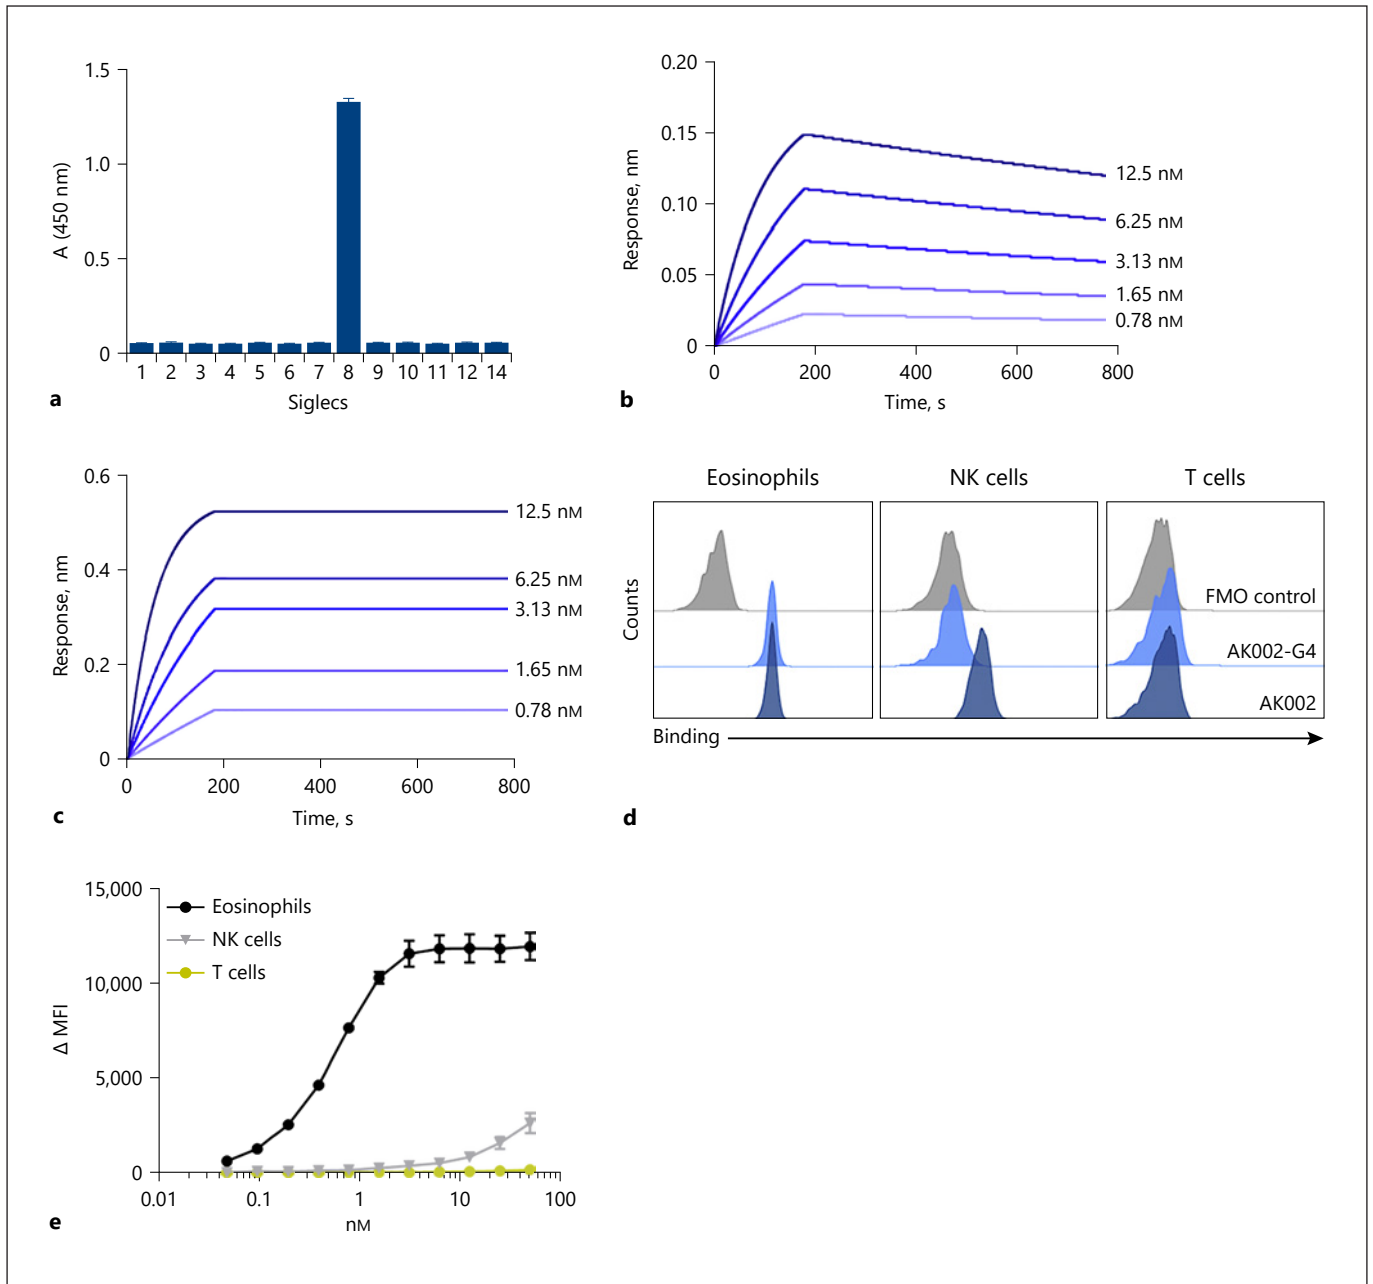 1.5
1.0
0.5
0
A (450 nm)
1 2 3 4 5 6 7 8 9 10 11 12 14
Siglecs
a
0.20
0.15
0.10
0.05
0
Response, nm
12.5 nM
6.25 nM
3.13 nM
1.65 nM
0.78 nM
0 200 400 600 800
Time, s
b
0.6
0.4
0.2
0
Response, nm
12.5 nM
6.25 nM
3.13 nM
1.65 nM
0.78 nM
0 200 400 600 800
Time, s
c
Eosinophils NK cells T cells
Counts
FMO control
AK002-G4
AK002
Binding
d
15,000
10,000
5,000
0
Δ MFI
Eosinophils
NK cells
T cells
0.01 0.1 1 10 100
nM
e